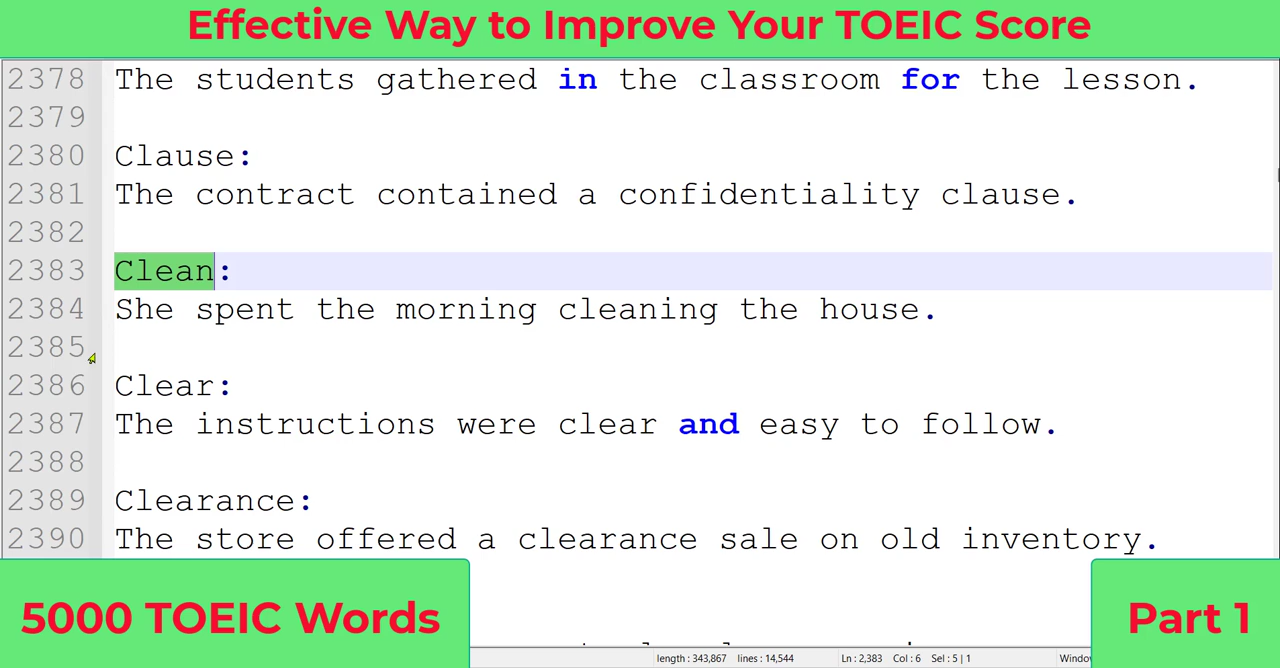 Effective Way to Improve Your TOEIC Score
2378 The students gathered in the classroom for the lesson.
2379
2380 Clause:
2381 The contract contained a confidentiality clause.
2382
2383 Clean:
2384 She spent the morning cleaning the house.
2385
2386 Clear:
2387 The instructions were clear and easy to follow.
2388
2389 Clearance:
2390 The store offered a clearance sale on old inventory.
5000 TOEIC Words
Part 1
length : 343,867 lines : 14,544 Ln : 2,383 Col : 6 Sel : 5 | 1